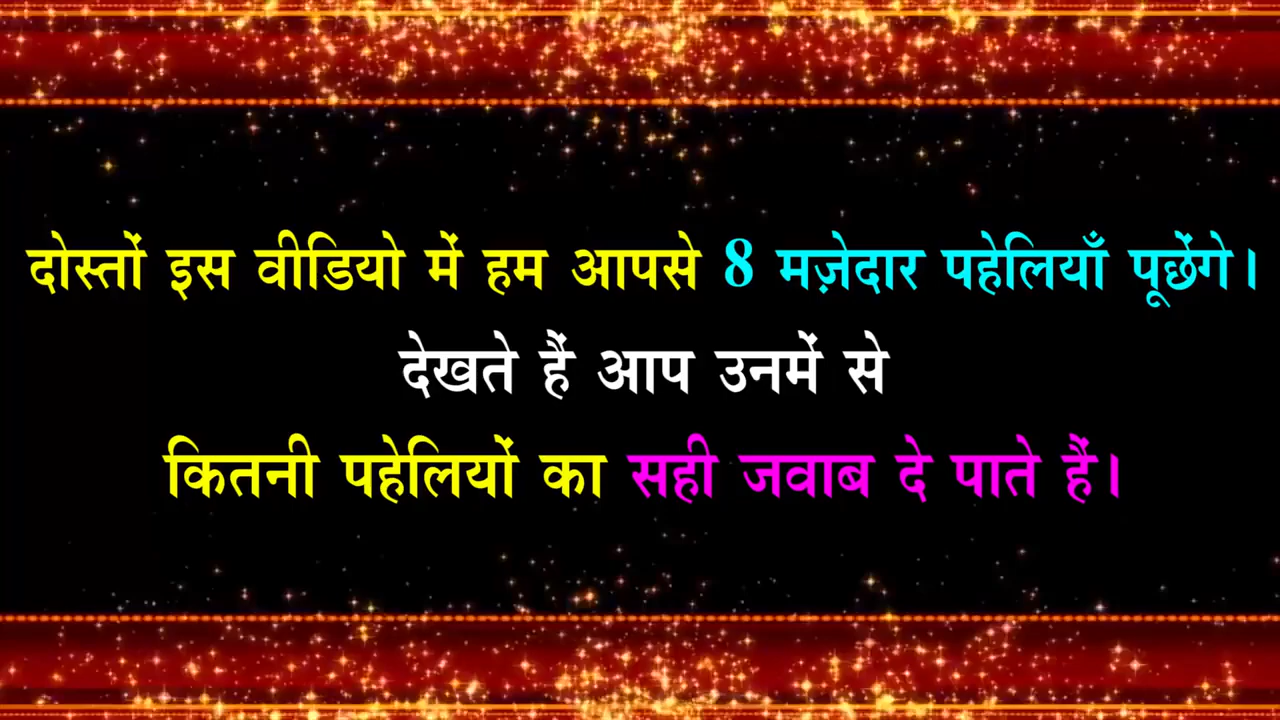 दोस्तों इस वीडियो में हम आपसे 8 मज़ेदार पहेलियाँ पूछेंगे।
देखते हैं आप उनमें से
कितनी पहेलियों का सही जवाब दे पाते हैं।